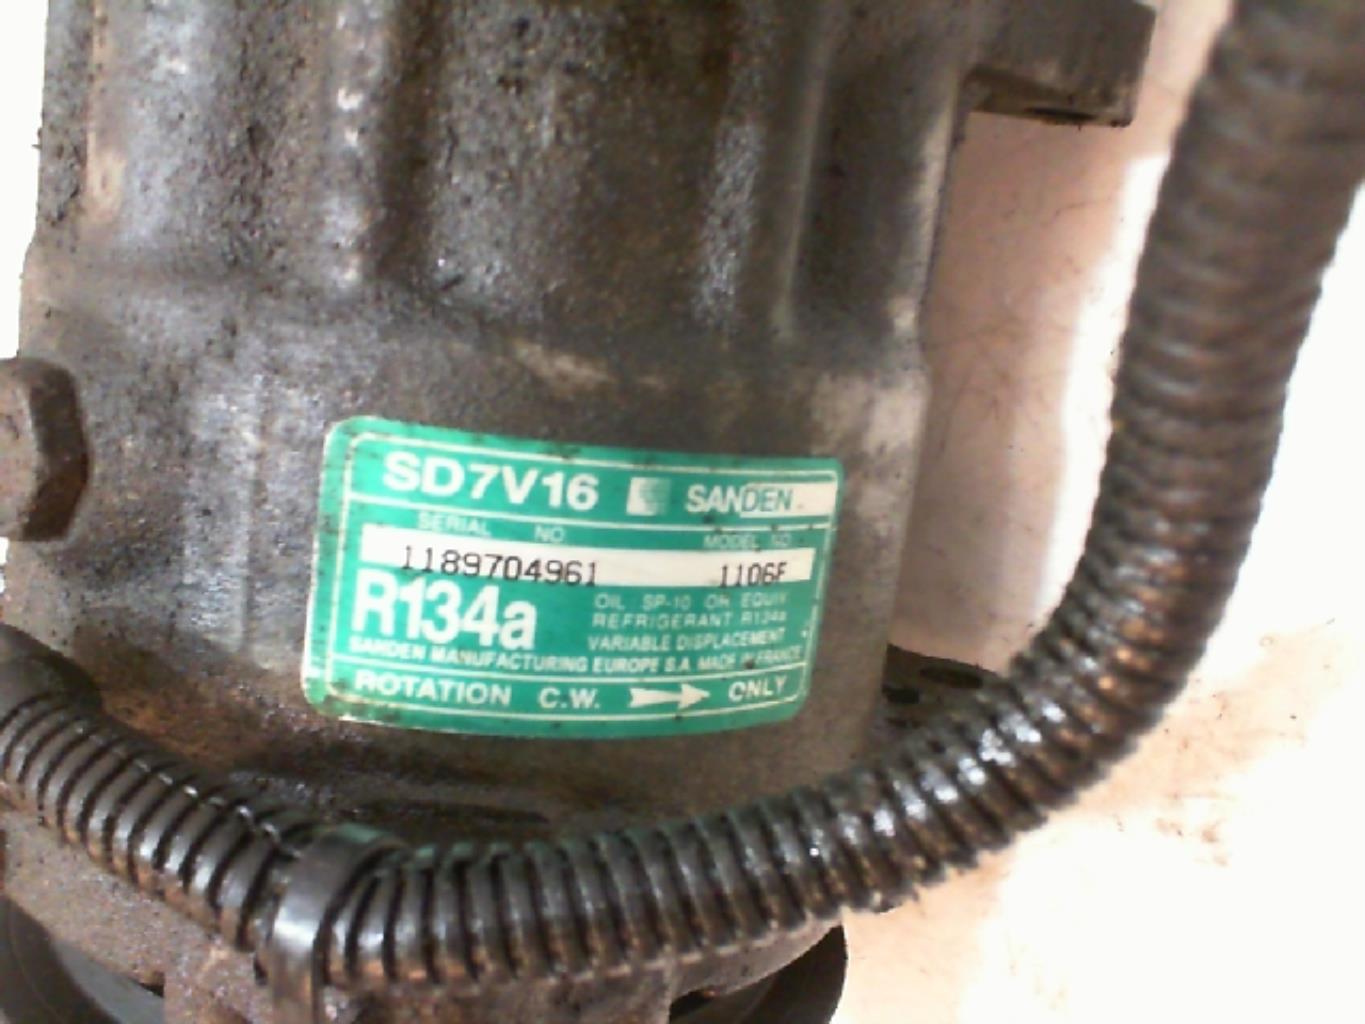 SD7V16 SANDEN
SERIAL NO MODEL NO
1189704961 1106F
R134a
OIL SP-10 OR EQUIV
REFRIGERANT R134a
VARIABLE DISPLACEMENT
SANDEN MANUFACTURING EUROPE S.A. MADE IN FRANCE
ROTATION C.W. ONLY